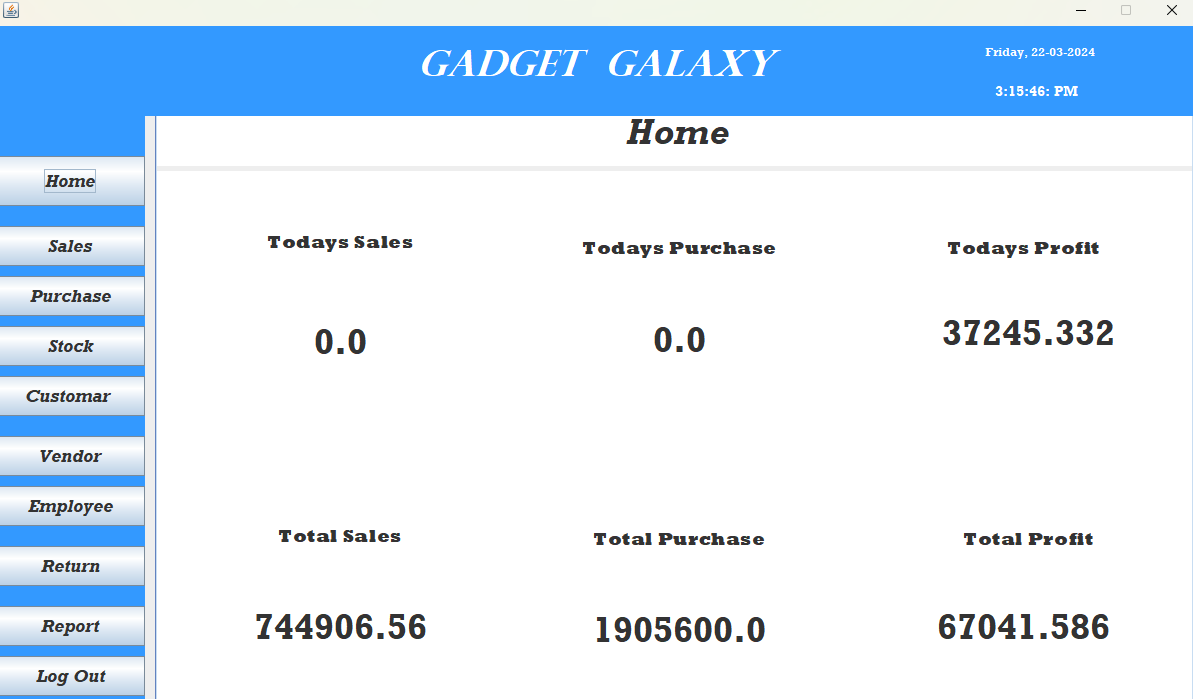 GADGET GALAXY
Friday, 22-03-2024
3:15:46: PM
Home
Home
Sales
Purchase
Stock
Customar
Vendor
Employee
Return
Report
Log Out
Todays Sales
Todays Purchase
Todays Profit
0.0
0.0
37245.332
Total Sales
Total Purchase
Total Profit
744906.56
1905600.0
67041.586